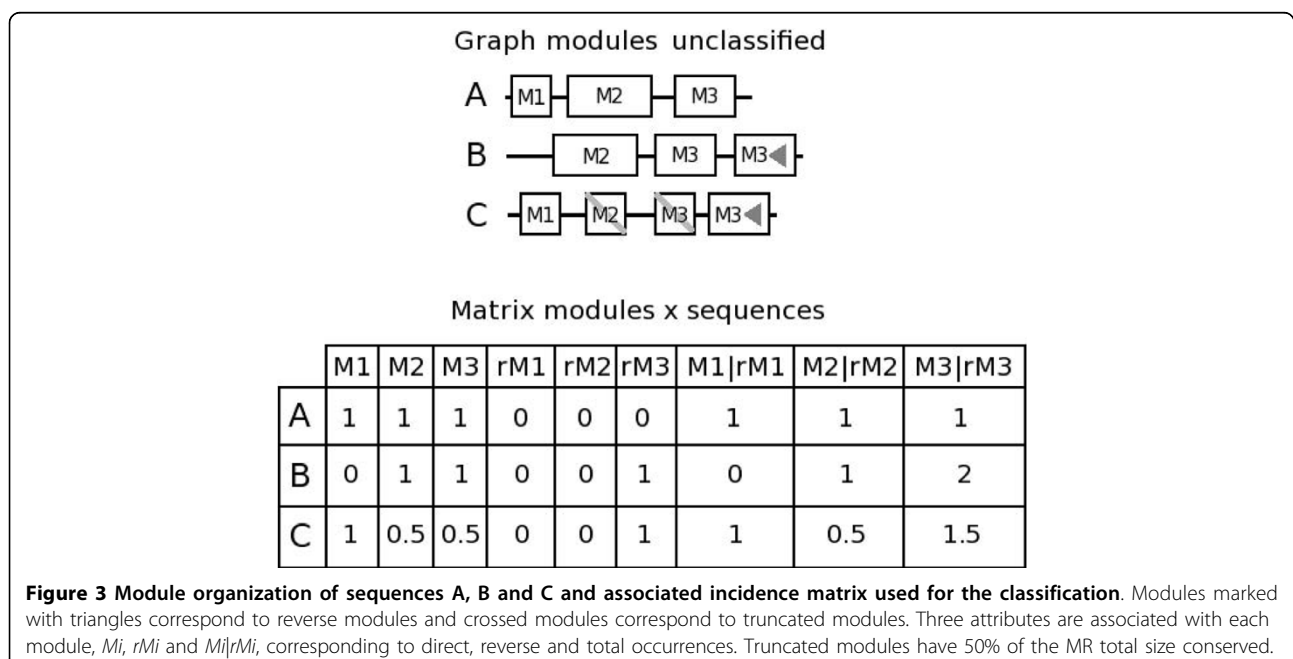 Graph modules unclassified
A M1 M2 M3
B M2 M3 M3
C M1 M2 M3 M3
Matrix modules x sequences
M1 M2 M3 rM1 rM2 rM3 M1|rM1 M2|rM2 M3|rM3
A 1 1 1 0 0 0 1 1 1
B 0 1 1 0 0 1 0 1 2
C 1 0.5 0.5 0 0 1 1 0.5 1.5
Figure 3 Module organization of sequences A, B and C and associated incidence matrix used for the classification. Modules marked
with triangles correspond to reverse modules and crossed modules correspond to truncated modules. Three attributes are associated with each
module, Mi, rMi and Mi|rMi, corresponding to direct, reverse and total occurrences. Truncated modules have 50% of the MR total size conserved.